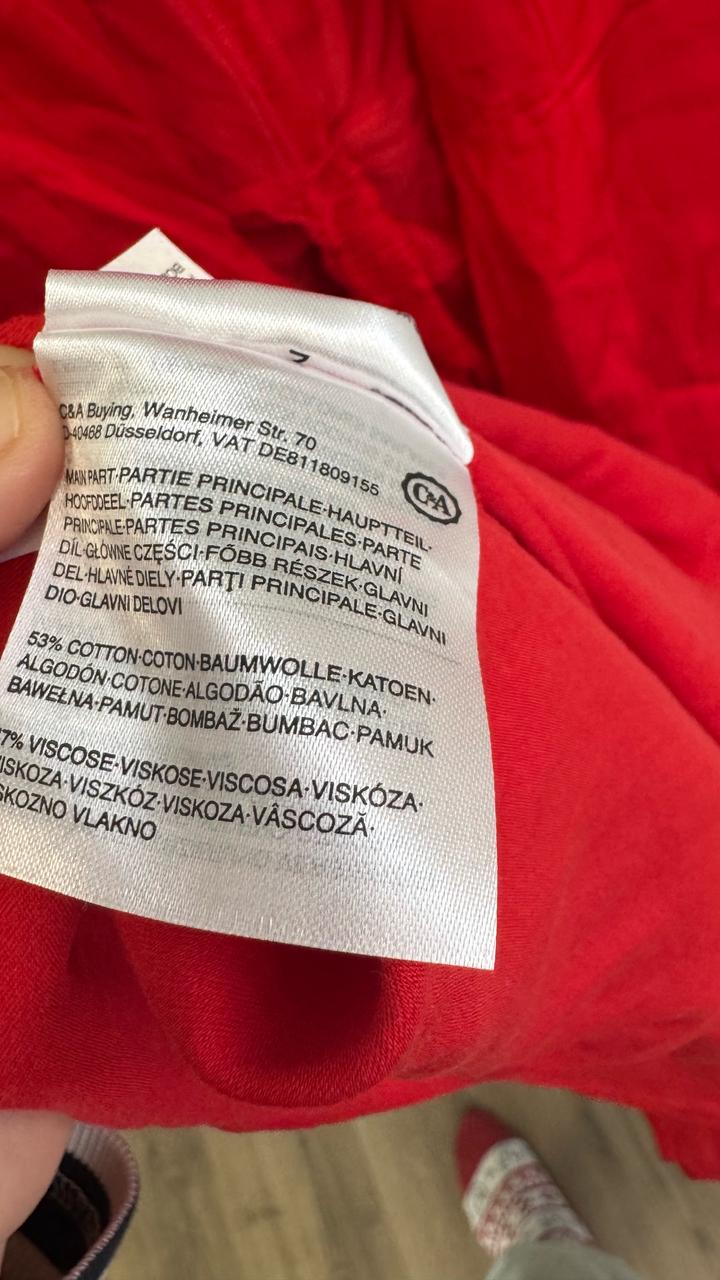 C&A Buying, Wanheimer Str. 70
D-40468 Düsseldorf, VAT DE811809155
C&A
MAIN PART·PARTIE PRINCIPALE·HAUPTTEIL·
HOOFDDEEL·PARTES PRINCIPALES·PARTE
PRINCIPALE·PARTES PRINCIPAIS·HLAVNÍ
DÍL·GŁÓWNE CZĘŚCI·FŐBB RÉSZEK·GLAVNI
DEL·HLAVNÉ DIELY·PARŢI PRINCIPALE·GLAVNI
DIO·GLAVNI DELOVI
53% COTTON·COTON·BAUMWOLLE·KATOEN·
ALGODÓN·COTONE·ALGODÃO·BAVLNA·
BAWEŁNA·PAMUT·BOMBAŽ·BUMBAC·PAMUK
7% VISCOSE·VISKOSE·VISCOSA·VISKÓZA·
ISKOZA·VISZKÓZ·VISKOZA·VÂSCOZĂ·
SKOZNO VLAKNO